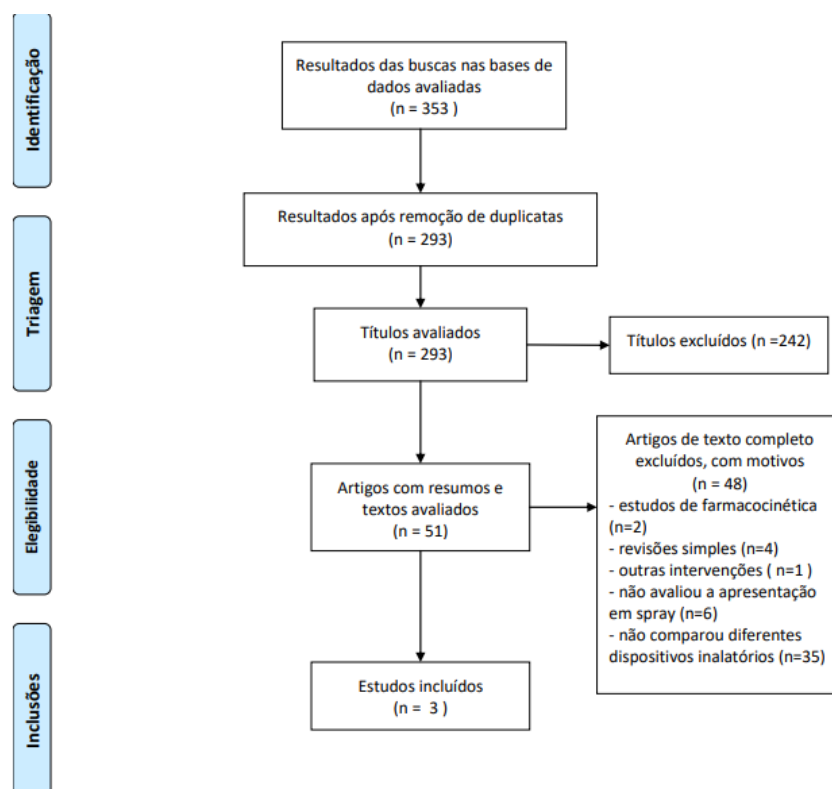 Identificação
Resultados das buscas nas bases de
dados avaliadas
(n = 353 )
Triagem
Resultados após remoção de duplicatas
(n = 293)
Títulos avaliados
(n = 293)
Títulos excluídos (n =242)
Elegibilidade
Artigos com resumos e
textos avaliados
(n = 51)
Artigos de texto completo
excluídos, com motivos
(n = 48)
- estudos de farmacocinética
(n=2)
- revisões simples (n=4)
- outras intervenções ( n=1 )
- não avaliou a apresentação
em spray (n=6)
- não comparou diferentes
dispositivos inalatórios (n=35)
Inclusões
Estudos incluídos
(n = 3 )